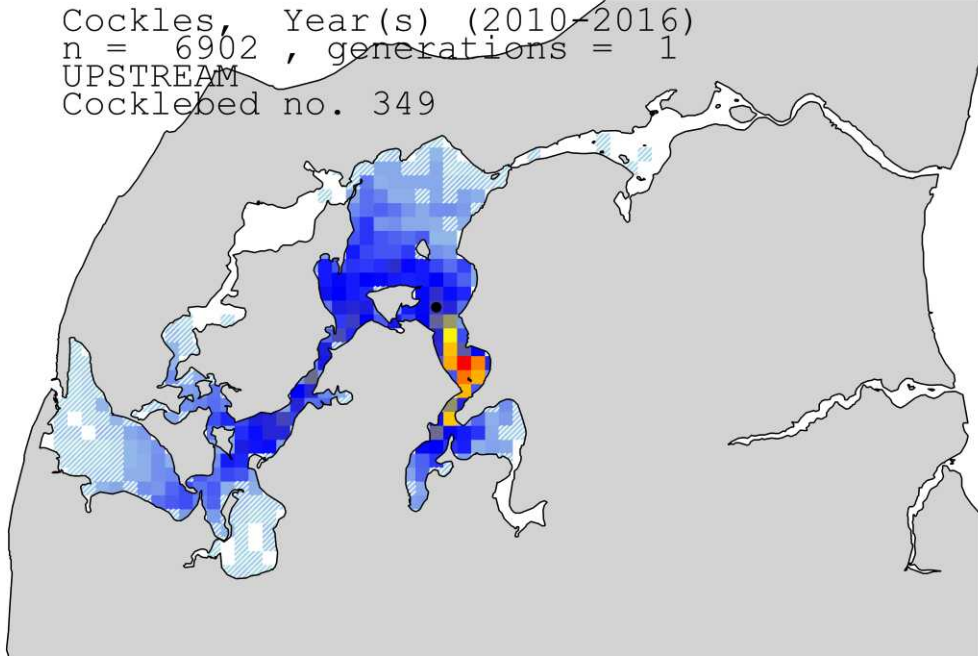 Cockles, Year(s) (2010-2016)
n = 6902 , generations = 1
UPSTREAM
Cocklebed no. 349